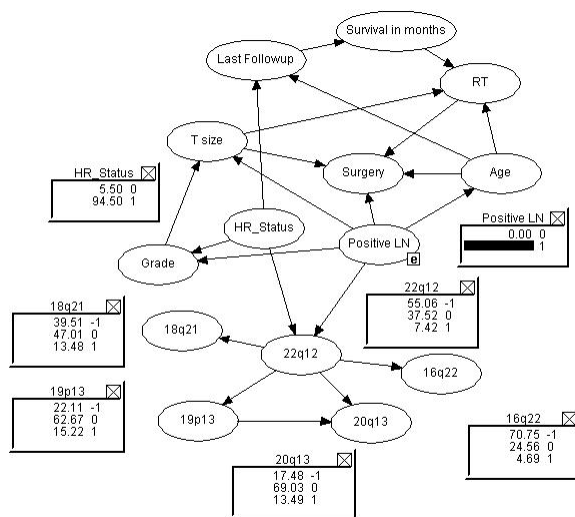 Survival in months
Last Followup
RT
T size
HR_Status
5.50 0
94.50 1
Surgery
Age
HR_Status
Positive LN
e
Positive LN
0.00 0
1
Grade
22q12
55.06 -1
37.52 0
7.42 1
18q21
39.51 -1
47.01 0
13.48 1
18q21
22q12
16q22
19p13
22.11 -1
62.67 0
15.22 1
19p13
20q13
16q22
70.75 -1
24.56 0
4.69 1
20q13
17.48 -1
69.03 0
13.49 1